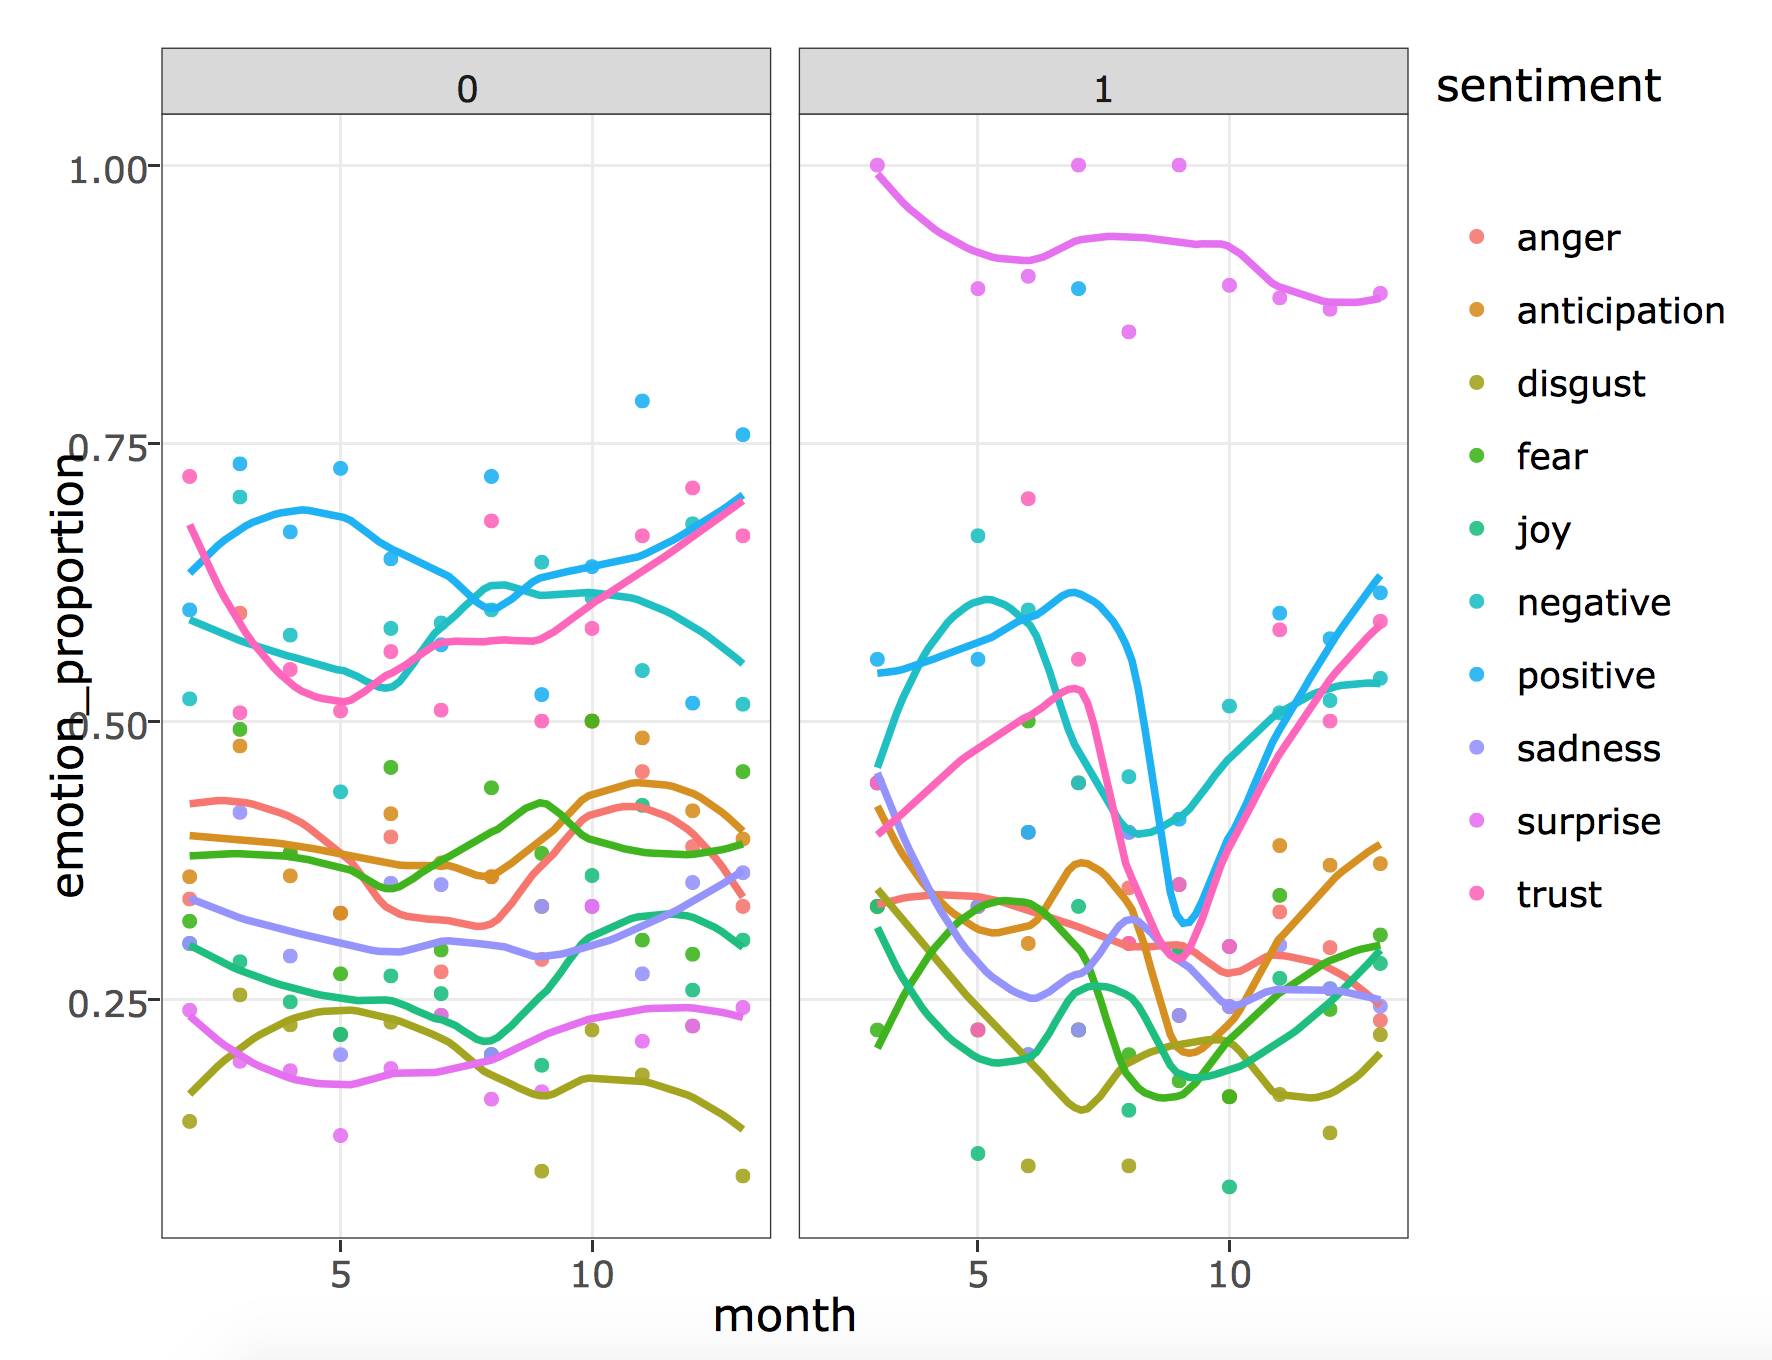 0
1
sentiment
anger
anticipation
disgust
fear
joy
negative
positive
sadness
surprise
trust
1.00
0.75
0.50
0.25
emotion_proportion
5
10
5
10
month